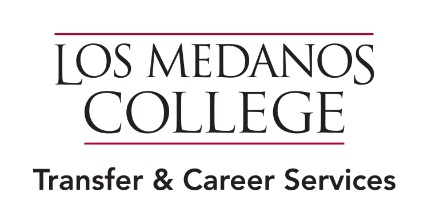 LOS MEDANOS
COLLEGE
Transfer & Career Services